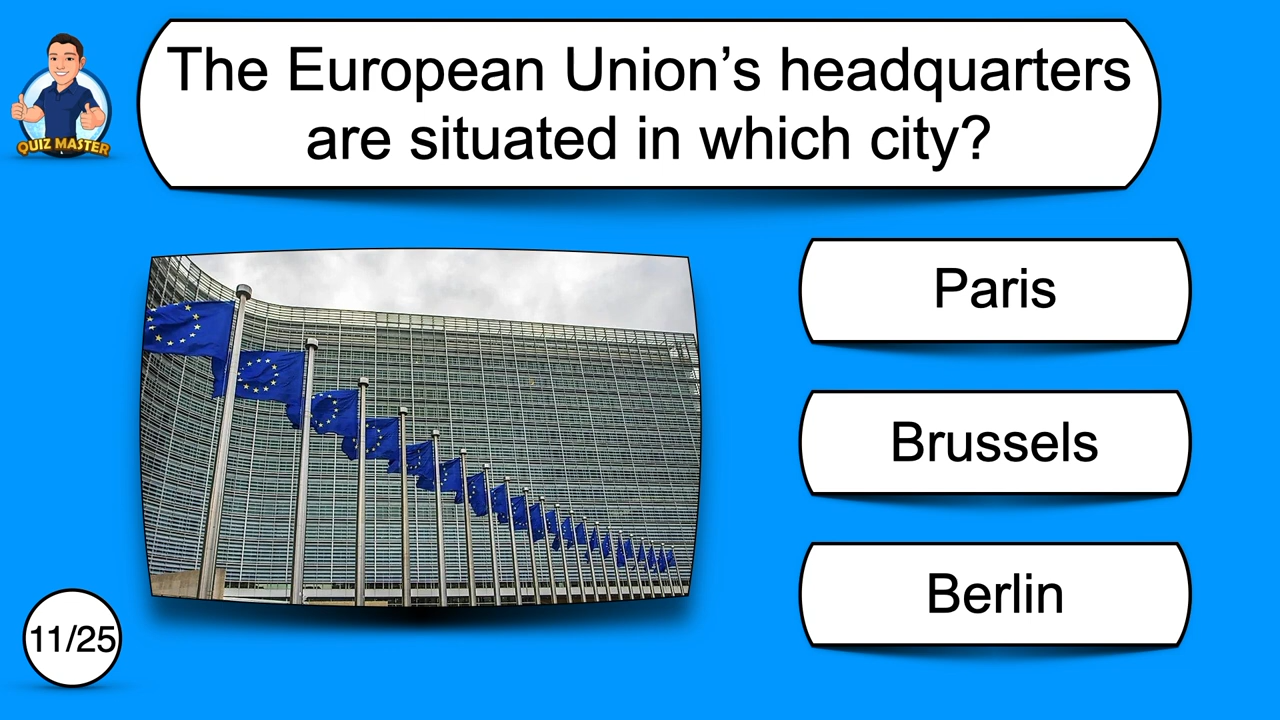 QUIZ MASTER
The European Union’s headquarters
are situated in which city?
Paris
Brussels
Berlin
11/25